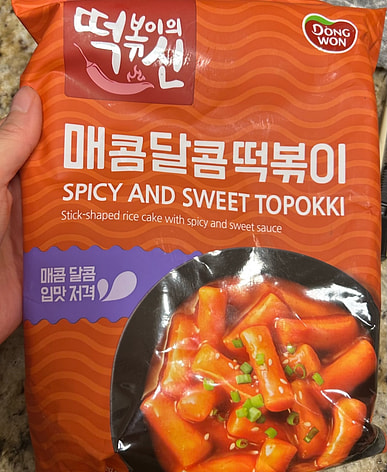 떡볶이의
신
DONG
WON
매콤달콤떡볶이
SPICY AND SWEET TOPOKKI
Stick-shaped rice cake with spicy and sweet sauce
매콤 달콤
입맛 저격